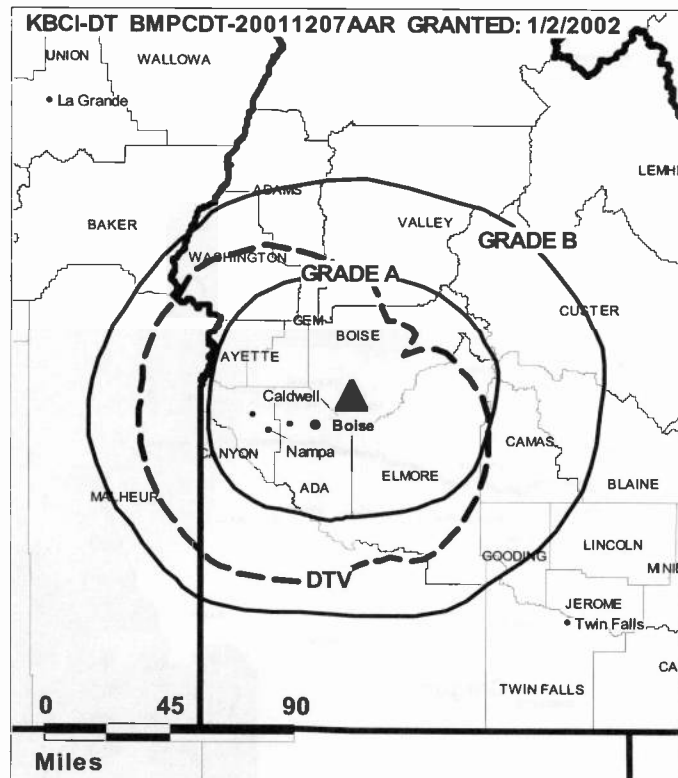 KBCI-DT BMPCDT-20011207AAR GRANTED: 1/2/2002
UNION
WALLOWA
La Grande
LEMHI
ADAMS
BAKER
VALLEY
GRADE B
WASHINGTON
GRADE A
CUSTER
GEM
BOISE
AYETTE
Caldwell
Boise
CANYON
Nampa
CAMAS
ADA
ELMORE
BLAINE
MALHEUR
LINCOLN
GOODING
MINI
DTV
JEROME
Twin Falls
CA
TWIN FALLS
0 45 90
Miles